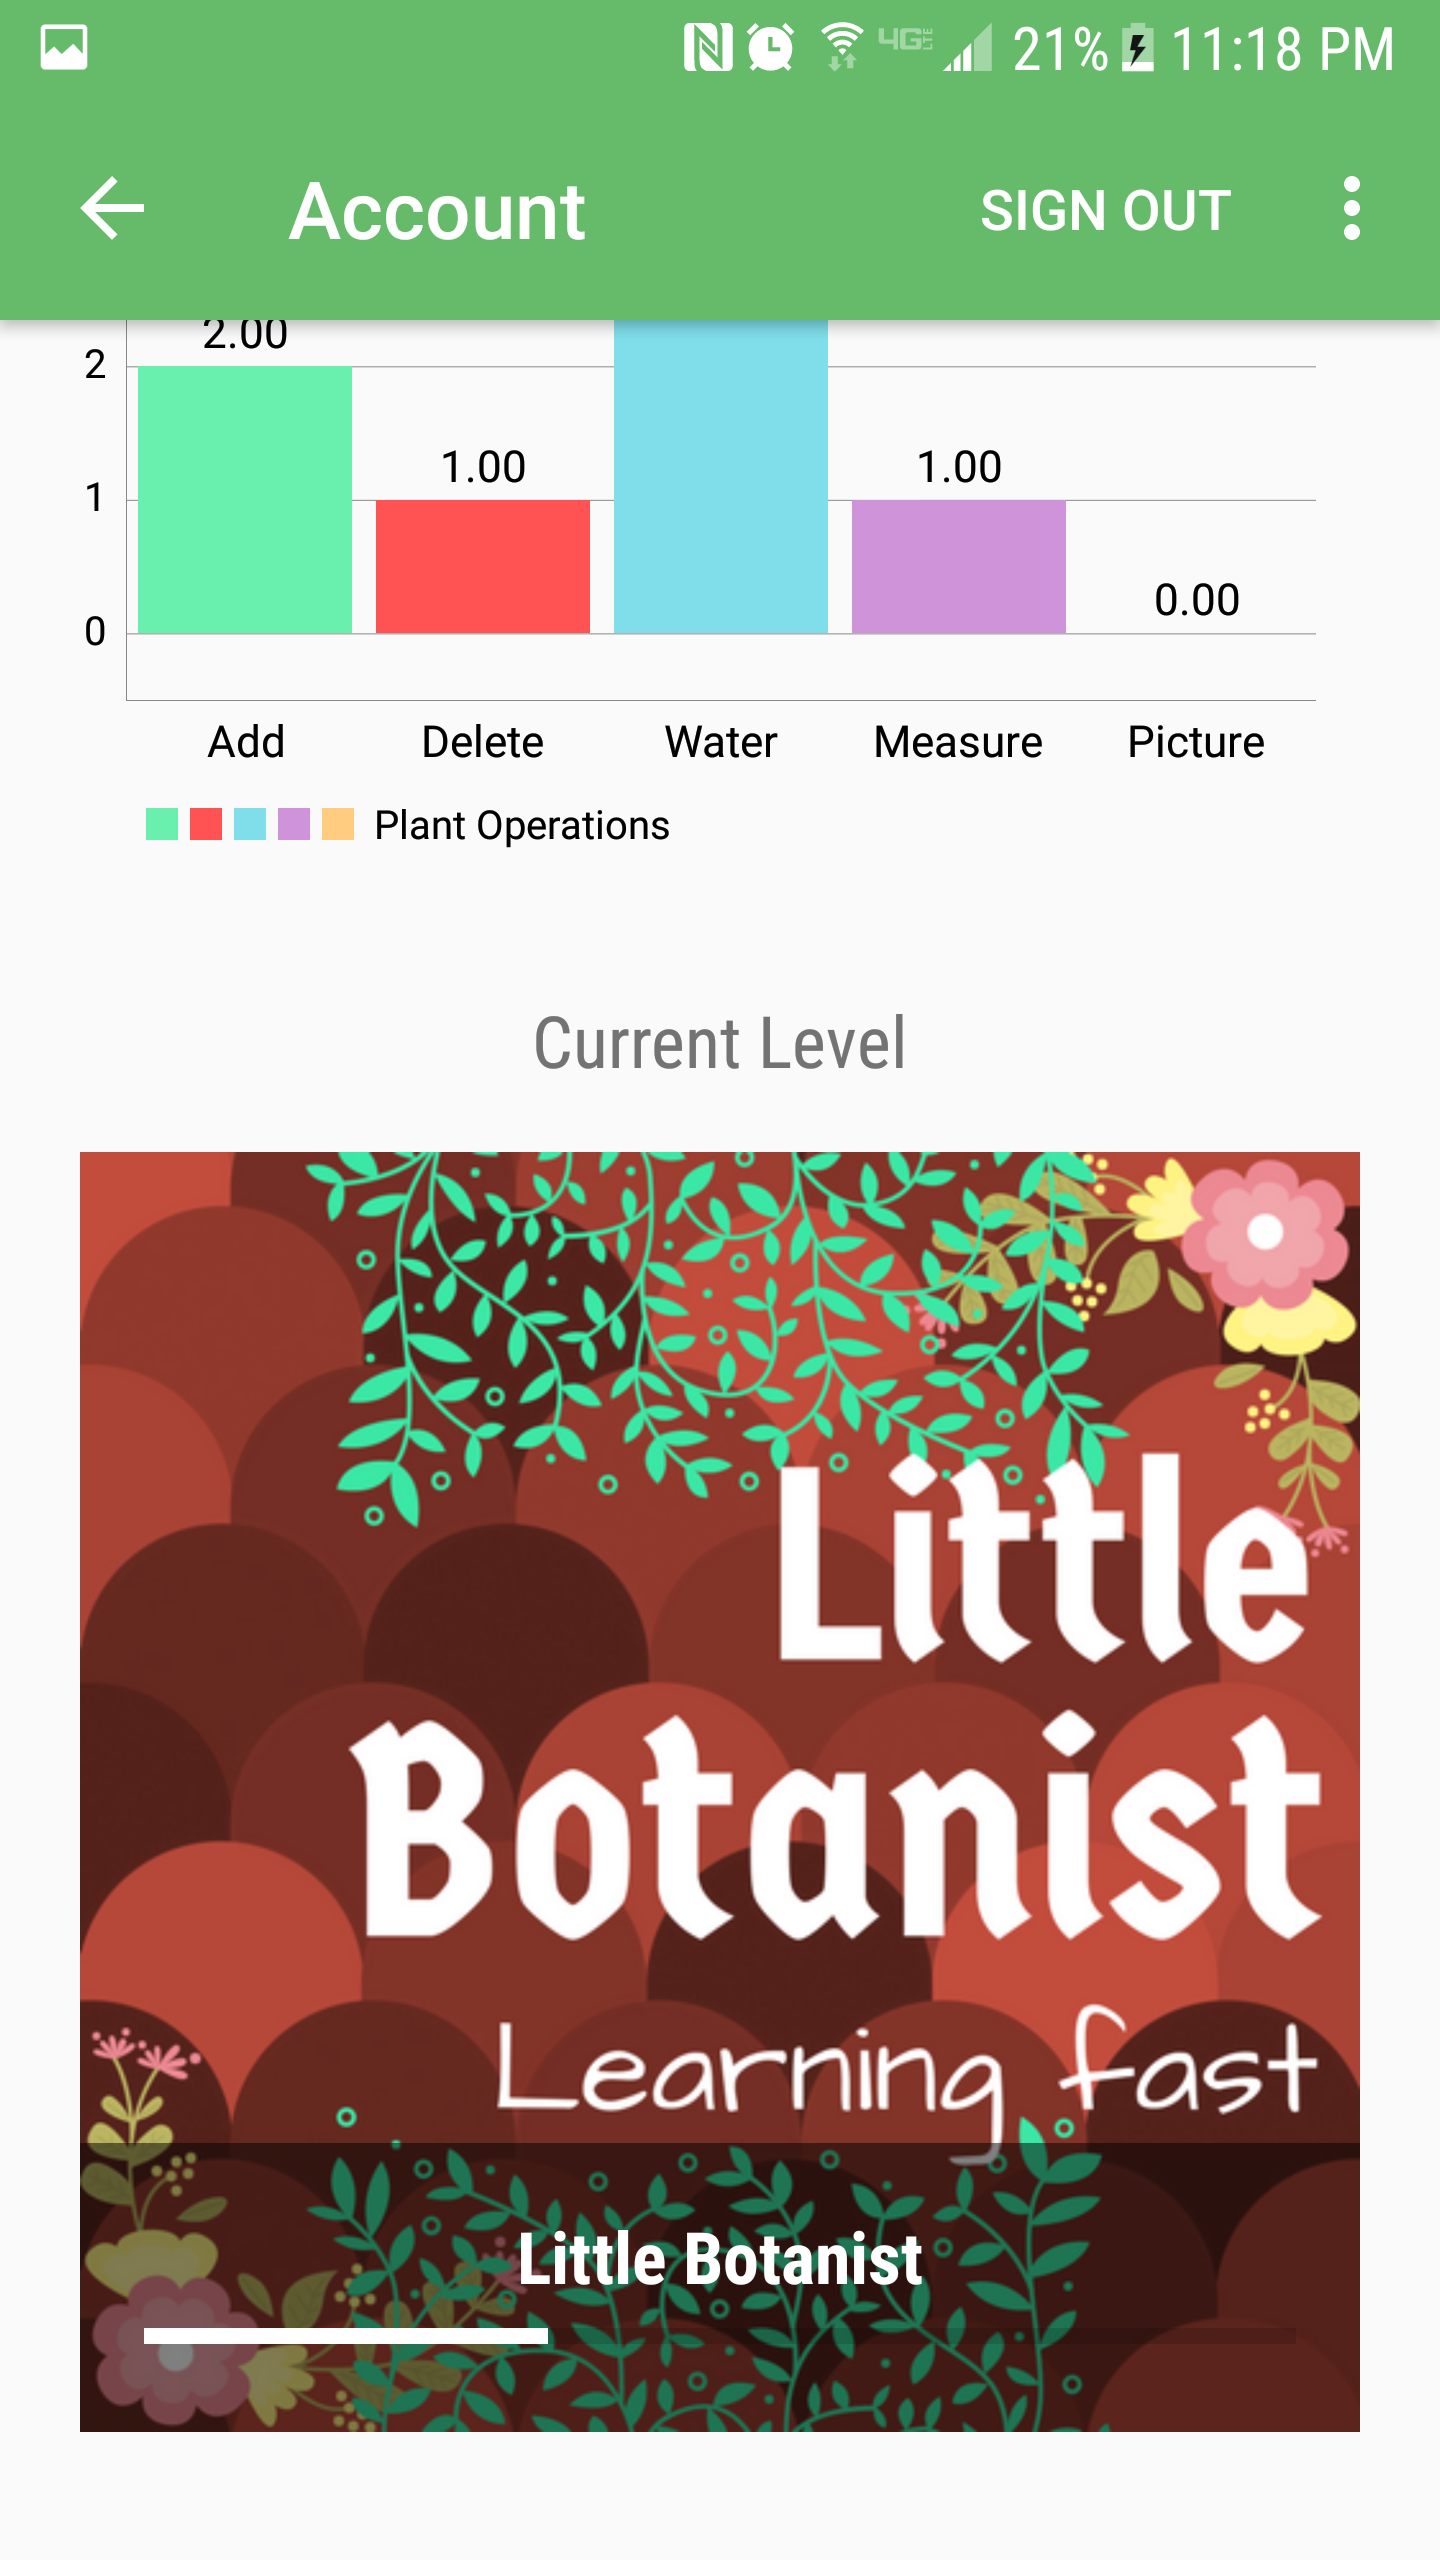 4G LTE 21% 11:18 PM
Account SIGN OUT
2.00
2
1.00 1.00
1
0.00
0
Add Delete Water Measure Picture
Plant Operations
Current Level
Little
Botanist
Learning fast
Little Botanist